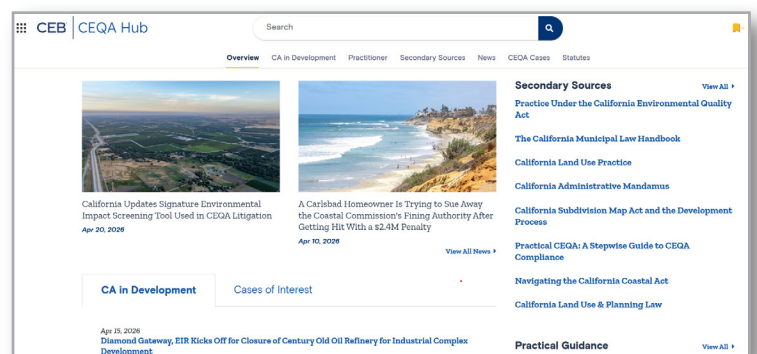 CEB CEQA Hub
Search
Overview CA in Development Practitioner Secondary Sources News CEQA Cases Statutes
California Updates Signature Environmental
Impact Screening Tool Used in CEQA Litigation
Apr 20, 2026
A Carlsbad Homeowner Is Trying to Sue Away
the Coastal Commission's Fining Authority After
Getting Hit With a $2.4M Penalty
Apr 10, 2026
View All News
CA in Development Cases of Interest
Apr 15, 2026
Diamond Gateway, EIR Kicks Off for Closure of Century Old Oil Refinery for Industrial Complex
Development
Secondary Sources View All
Practice Under the California Environmental Quality
Act
The California Municipal Law Handbook
California Land Use Practice
California Administrative Mandamus
California Subdivision Map Act and the Development
Process
Practical CEQA: A Stepwise Guide to CEQA
Compliance
Navigating the California Coastal Act
California Land Use & Planning Law
Practical Guidance View All